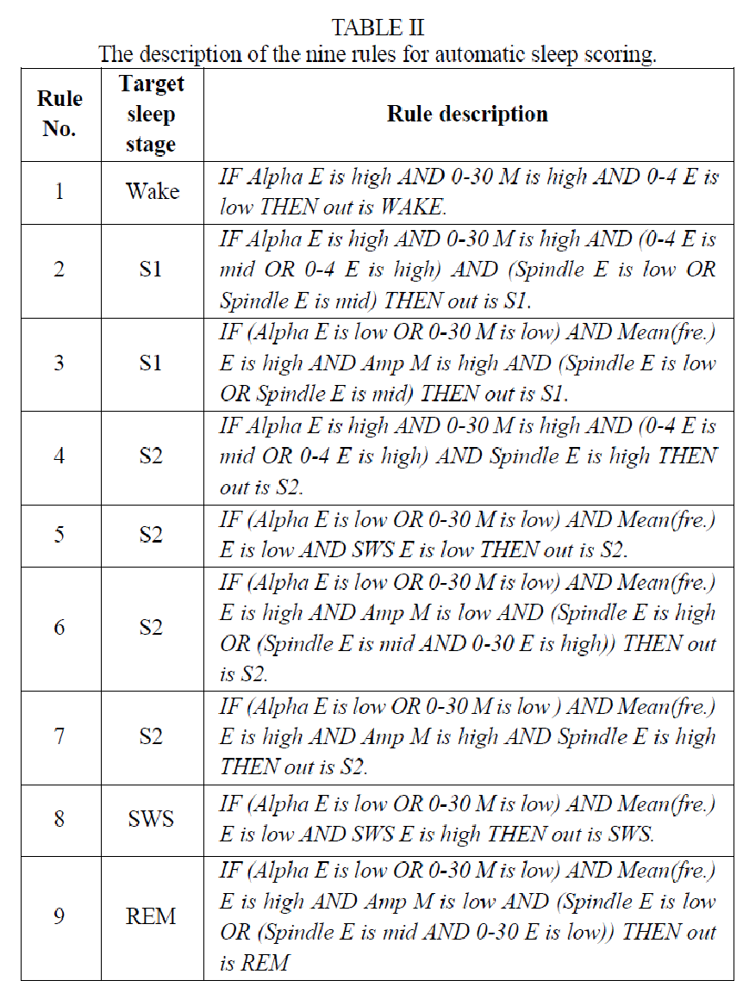 TABLE II
The description of the nine rules for automatic sleep scoring.
Rule
No.
Target
sleep
stage
Rule description
1
Wake
IF Alpha E is high AND 0-30 M is high AND 0-4 E is
low THEN out is WAKE.
2
S1
IF Alpha E is high AND 0-30 M is high AND (0-4 E is
mid OR 0-4 E is high) AND (Spindle E is low OR
Spindle E is mid) THEN out is S1.
3
S1
IF (Alpha E is low OR 0-30 M is low) AND Mean(fre.)
E is high AND Amp M is high AND (Spindle E is low
OR Spindle E is mid) THEN out is S1.
4
S2
IF Alpha E is high AND 0-30 M is high AND (0-4 E is
mid OR 0-4 E is high) AND Spindle E is high THEN
out is S2.
5
S2
IF (Alpha E is low OR 0-30 M is low) AND Mean(fre.)
E is low AND SWS E is low THEN out is S2.
6
S2
IF (Alpha E is low OR 0-30 M is low) AND Mean(fre.)
E is high AND Amp M is low AND (Spindle E is high
OR (Spindle E is mid AND 0-30 E is high)) THEN out
is S2.
7
S2
IF (Alpha E is low OR 0-30 M is low ) AND Mean(fre.)
E is high AND Amp M is high AND Spindle E is high
THEN out is S2.
8
SWS
IF (Alpha E is low OR 0-30 M is low) AND Mean(fre.)
E is low AND SWS E is high THEN out is SWS.
9
REM
IF (Alpha E is low OR 0-30 M is low) AND Mean(fre.)
E is high AND Amp M is low AND (Spindle E is low
OR (Spindle E is mid AND 0-30 E is low)) THEN out
is REM